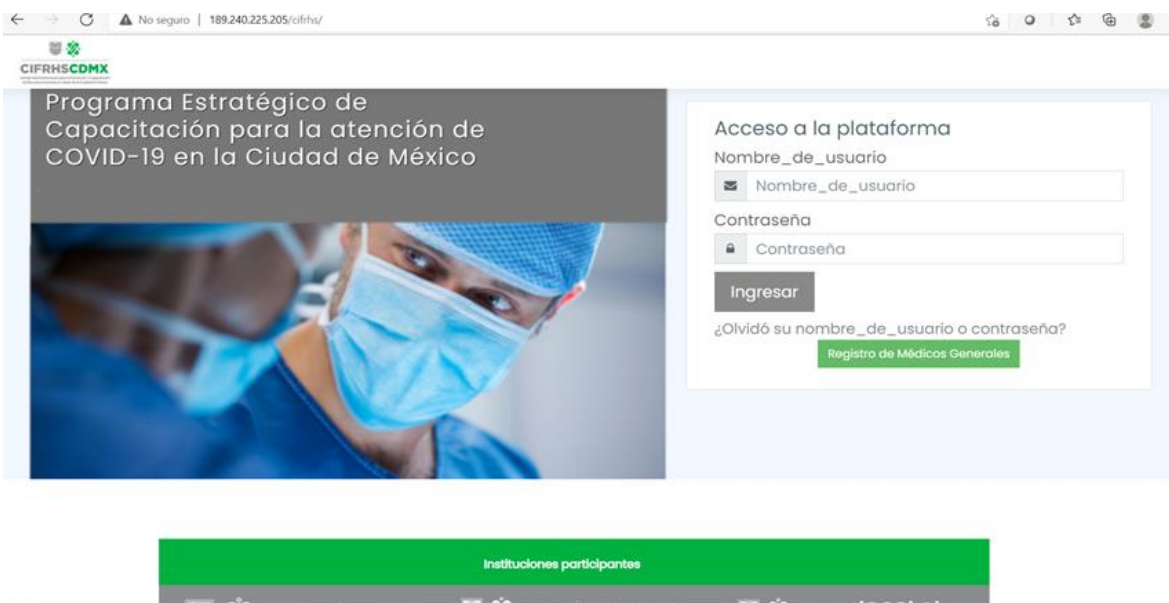 No seguro | 189.240.225.205/cifrhs/
CIFRHSCDMX
Programa Estratégico de
Capacitación para la atención de
COVID-19 en la Ciudad de México
Acceso a la plataforma
Nombre_de_usuario
Nombre_de_usuario
Contraseña
Contraseña
Ingresar
¿Olvidó su nombre_de_usuario o contraseña?
Registro de Médicos Generales
Instituciones participantes